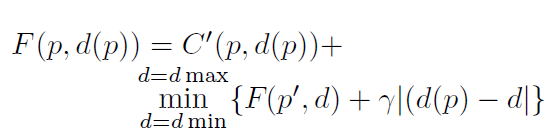 F(p, d(p)) = C′(p, d(p))+
d=d max
min {F(p′, d) + γ|(d(p) − d|}
d=d min